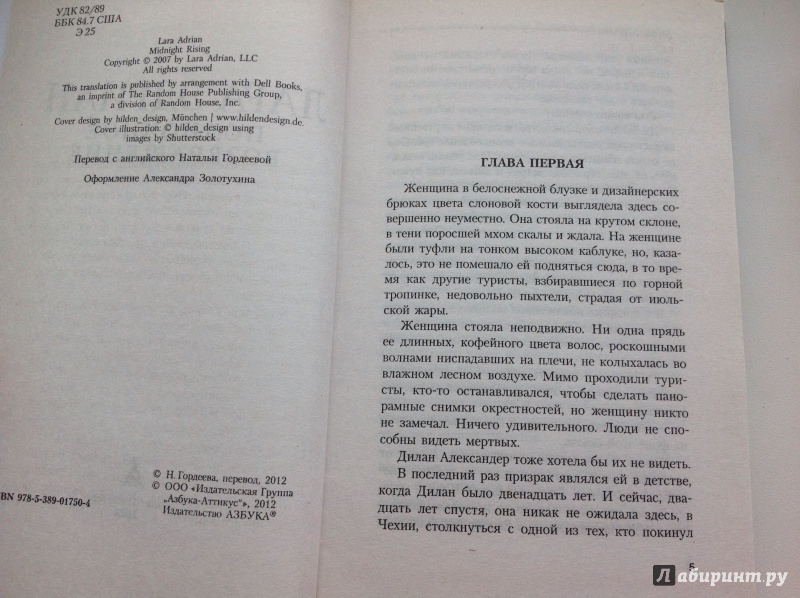 УДК 82/89
ББК 84.7 США
Э 25
Lara Adrian
Midnight Rising
Copyright © 2007 by Lara Adrian, LLC
All rights reserved
This translation is published by arrangement with Dell Books,
an imprint of The Random House Publishing Group,
a division of Random House, Inc.
Cover design by hilden_design, München | www.hildendesign.de.
Cover illustration: © hilden_design using
images by Shutterstock
Перевод с английского Натальи Гордеевой
Оформление Александра Золотухина
© Н. Гордеева, перевод, 2012
© ООО «Издательская Группа
„Азбука-Аттикус“», 2012
Издательство АЗБУКА®
BN 978-5-389-01750-4
ГЛАВА ПЕРВАЯ
Женщина в белоснежной блузке и дизайнерских
брюках цвета слоновой кости выглядела здесь со-
вершенно неуместно. Она стояла на крутом склоне,
в тени поросшей мхом скалы и ждала. На женщине
были туфли на тонком высоком каблуке, но, каза-
лось, это не помешало ей подняться сюда, в то вре-
мя как другие туристы, взбиравшиеся по горной
тропинке, недовольно пыхтели, страдая от июль-
ской жары.
Женщина стояла неподвижно. Ни одна прядь
ее длинных, кофейного цвета волос, роскошными
волнами ниспадавших на плечи, не колыхалась во
влажном лесном воздухе. Мимо проходили тури-
сты, кто-то останавливался, чтобы сделать пано-
рамные снимки окрестностей, но женщину никто
не замечал. Ничего удивительного. Люди не спо-
собны видеть мертвых.
Дилан Александер тоже хотела бы их не видеть.
В последний раз призрак являлся ей в детстве,
когда Дилан было двенадцать лет. И сейчас, два-
дцать лет спустя, она никак не ожидала здесь, в
Чехии, столкнуться с одной из тех, кто покинул
5
Лабиринт.ру